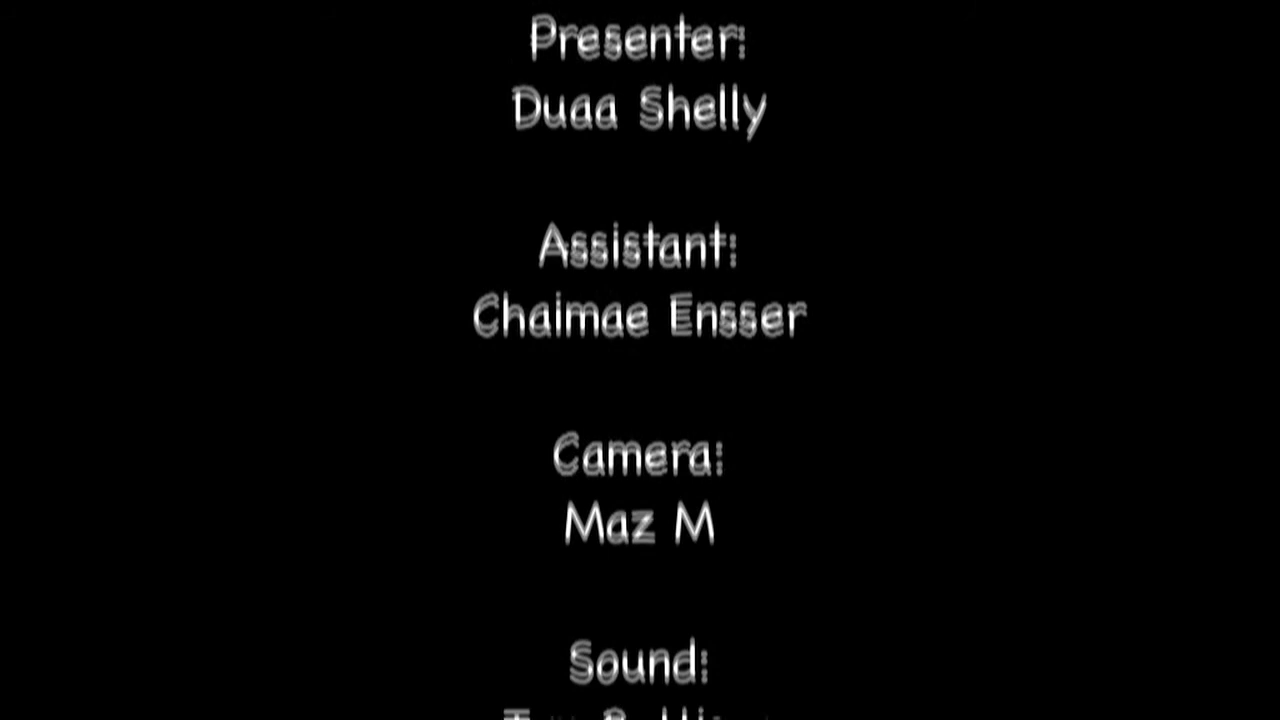 Presenter:
Duaa Shelly
Assistant:
Chaimae Ensser
Camera:
Maz M
Sound: